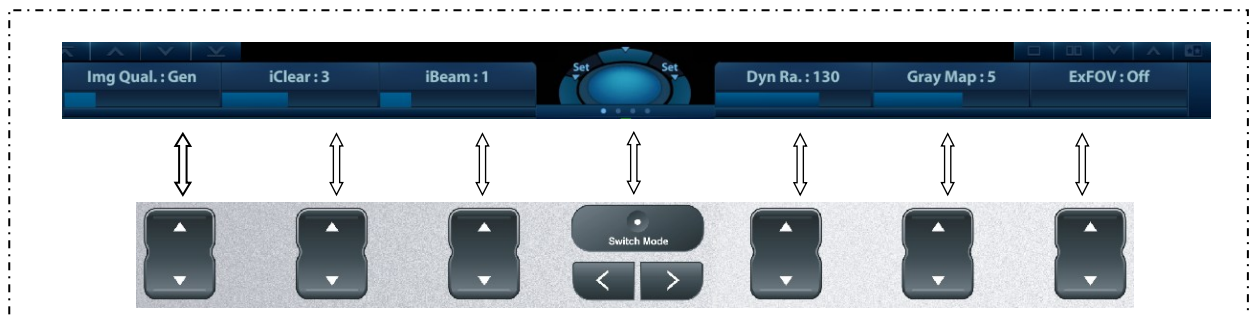 Img Qual. : Gen
iClear : 3
iBeam : 1
Set
Set
Dyn Ra. : 130
Gray Map : 5
ExFOV : Off
Switch Mode